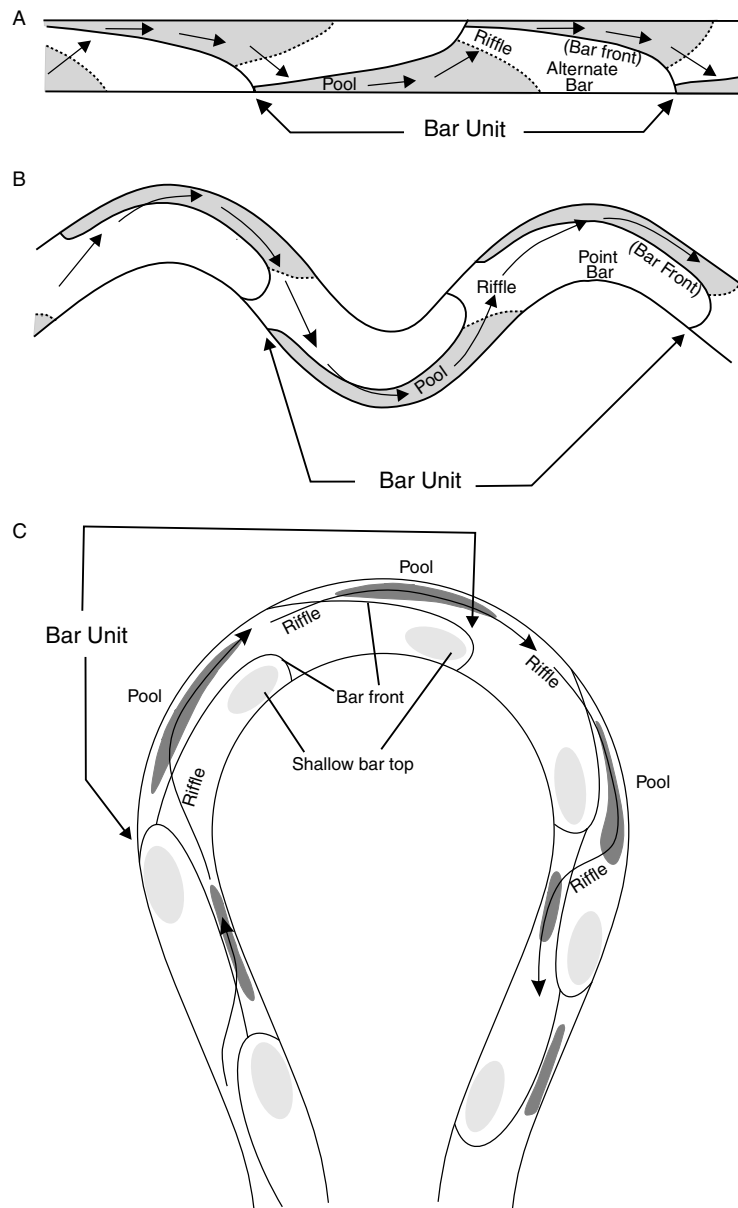 A
Riffle
(Bar front)
Alternate
Bar
Pool
Bar Unit
B
Riffle
Point
Bar
(Bar Front)
Pool
Bar Unit
C
Pool
Riffle
Bar Unit
Riffle
Pool
Bar front
Pool
Shallow bar top
Riffle
Riffle